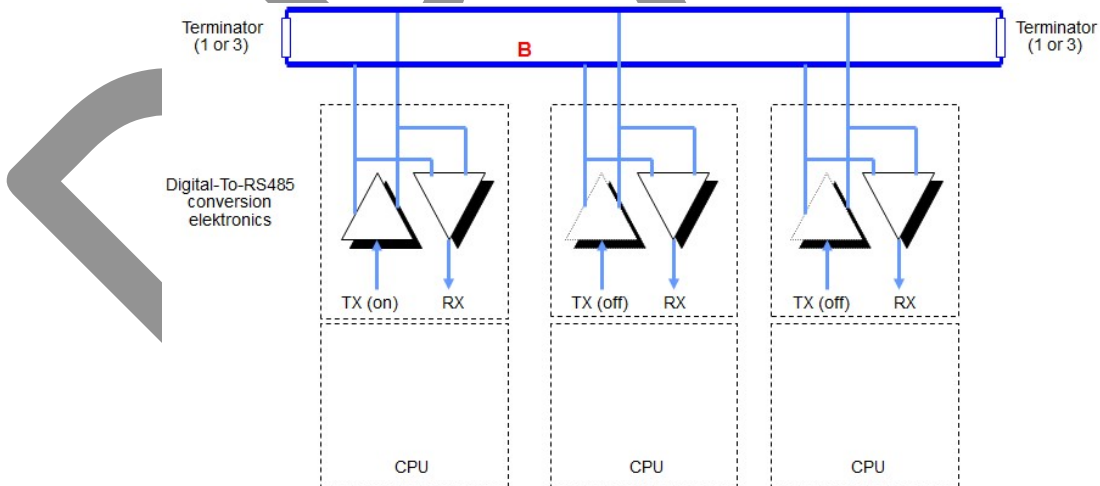 Terminator
(1 or 3)
B
Terminator
(1 or 3)
Digital-To-RS485
conversion
elektronics
TX (on)
RX
TX (off)
RX
TX (off)
RX
CPU
CPU
CPU